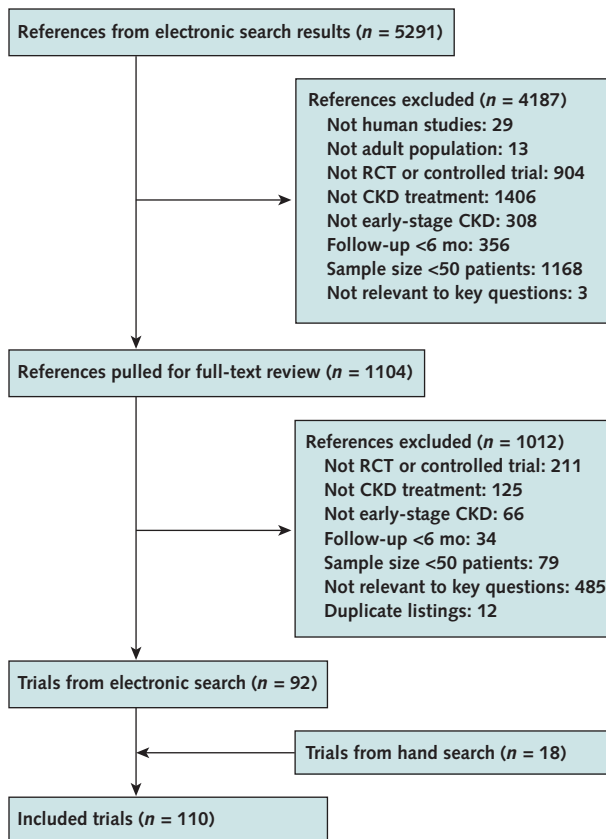 References from electronic search results (n = 5291)
References excluded (n = 4187)
Not human studies: 29
Not adult population: 13
Not RCT or controlled trial: 904
Not CKD treatment: 1406
Not early-stage CKD: 308
Follow-up <6 mo: 356
Sample size <50 patients: 1168
Not relevant to key questions: 3
References pulled for full-text review (n = 1104)
References excluded (n = 1012)
Not RCT or controlled trial: 211
Not CKD treatment: 125
Not early-stage CKD: 66
Follow-up <6 mo: 34
Sample size <50 patients: 79
Not relevant to key questions: 485
Duplicate listings: 12
Trials from electronic search (n = 92)
Trials from hand search (n = 18)
Included trials (n = 110)